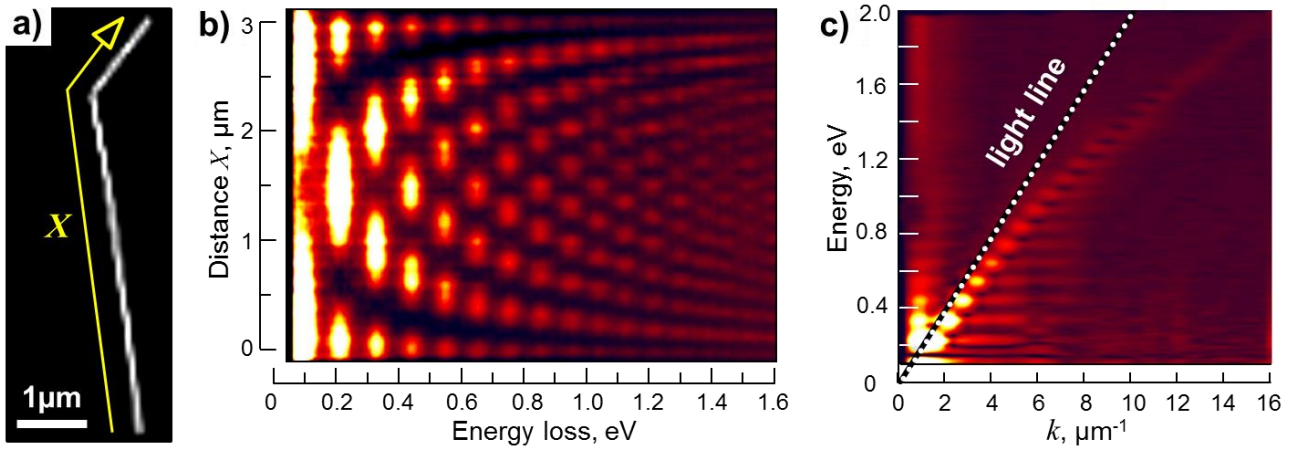 a)
X
1µm
b)
Distance X, µm
3
2
1
0
0 0.2 0.4 0.6 0.8 1.0 1.2 1.4 1.6
Energy loss, eV
c)
Energy, eV
2.0
1.6
1.2
0.8
0.4
0
light line
0 2 4 6 8 10 12 14 16
k, µm-1